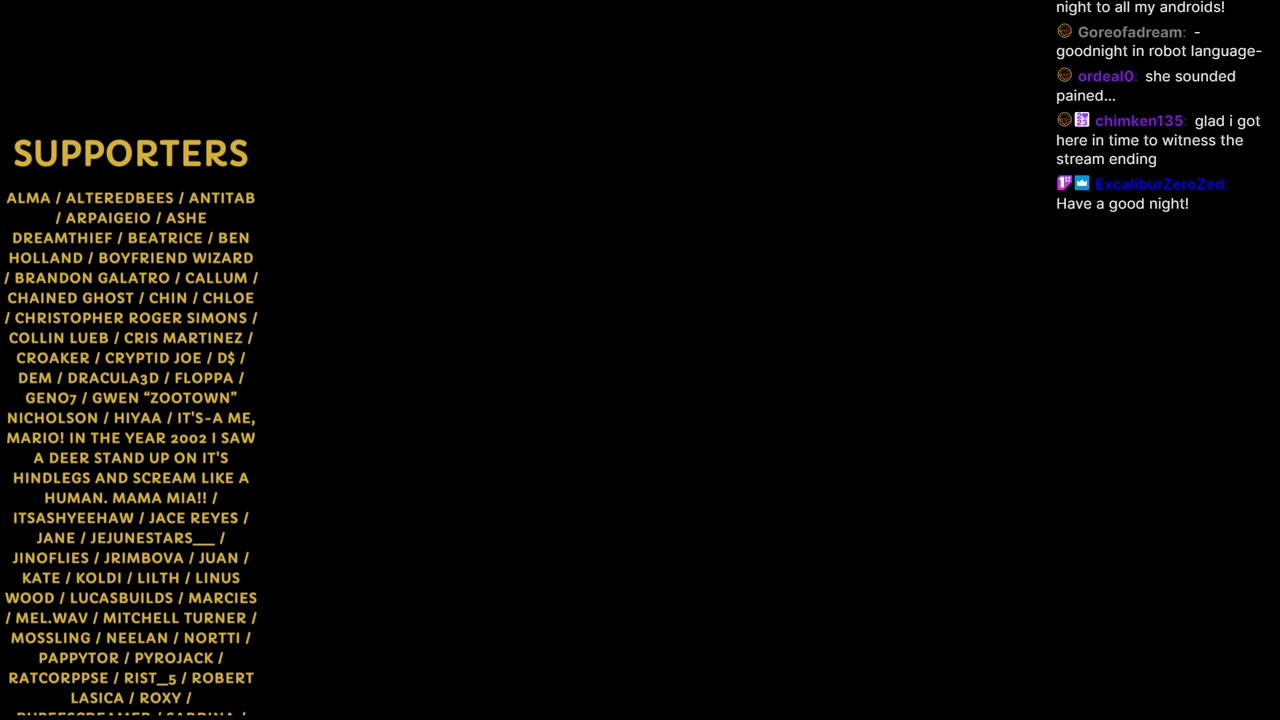 SUPPORTERS
ALMA / ALTEREDBEES / ANTITAB
/ ARPAIGEIO / ASHE
DREAMTHIEF / BEATRICE / BEN
HOLLAND / BOYFRIEND WIZARD
/ BRANDON GALATRO / CALLUM /
CHAINED GHOST / CHIN / CHLOE
/ CHRISTOPHER ROGER SIMONS /
COLLIN LUEB / CRIS MARTINEZ /
CROAKER / CRYPTID JOE / D$ /
DEM / DRACULA3D / FLOPPA /
GENO7 / GWEN “ZOOTOWN”
NICHOLSON / HIYAA / IT'S-A ME,
MARIO! IN THE YEAR 2002 I SAW
A DEER STAND UP ON IT'S
HINDLEGS AND SCREAM LIKE A
HUMAN. MAMA MIA!! /
ITSASHYEEHAW / JACE REYES /
JANE / JEJUNESTARS__ /
JINOFLIES / JRIMBOVA / JUAN /
KATE / KOLDI / LILTH / LINUS
WOOD / LUCASBUILDS / MARCIES
/ MEL.WAV / MITCHELL TURNER /
MOSSLING / NEELAN / NORTTI /
PAPPYTOR / PYROJACK /
RATCORPPSE / RIST_5 / ROBERT
LASICA / ROXY /
night to all my androids!
Goreofadream: -
goodnight in robot language-
ordeal0: she sounded
pained...
chimken135: glad i got
here in time to witness the
stream ending
ExcaliburZeroZed:
Have a good night!